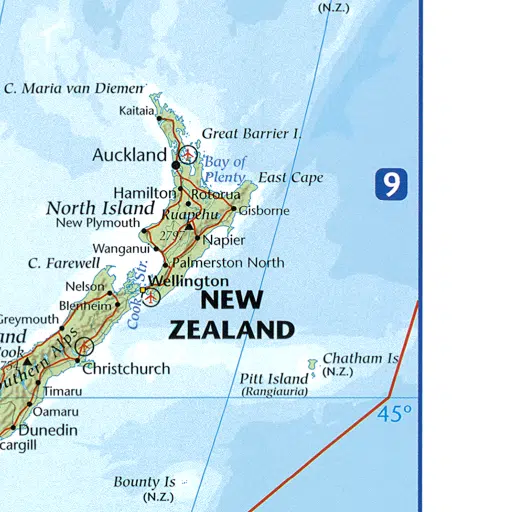 (N.Z.)
C. Maria van Diemen
Kaitaia
Great Barrier I.
Auckland
Bay of
Plenty
East Cape
9
Hamilton
Rotorua
North Island
Ruapehu
Gisborne
New Plymouth
2797
Napier
Wanganui
C. Farewell
Palmerston North
Nelson
Cook Str.
Wellington
Blenheim
NEW
ZEALAND
Greymouth
and
Cook
Southern Alps
Chatham Is
(N.Z.)
Christchurch
Pitt Island
(Rangiauria)
Timaru
45°
Oamaru
Dunedin
cargill
Bounty Is
(N.Z.)